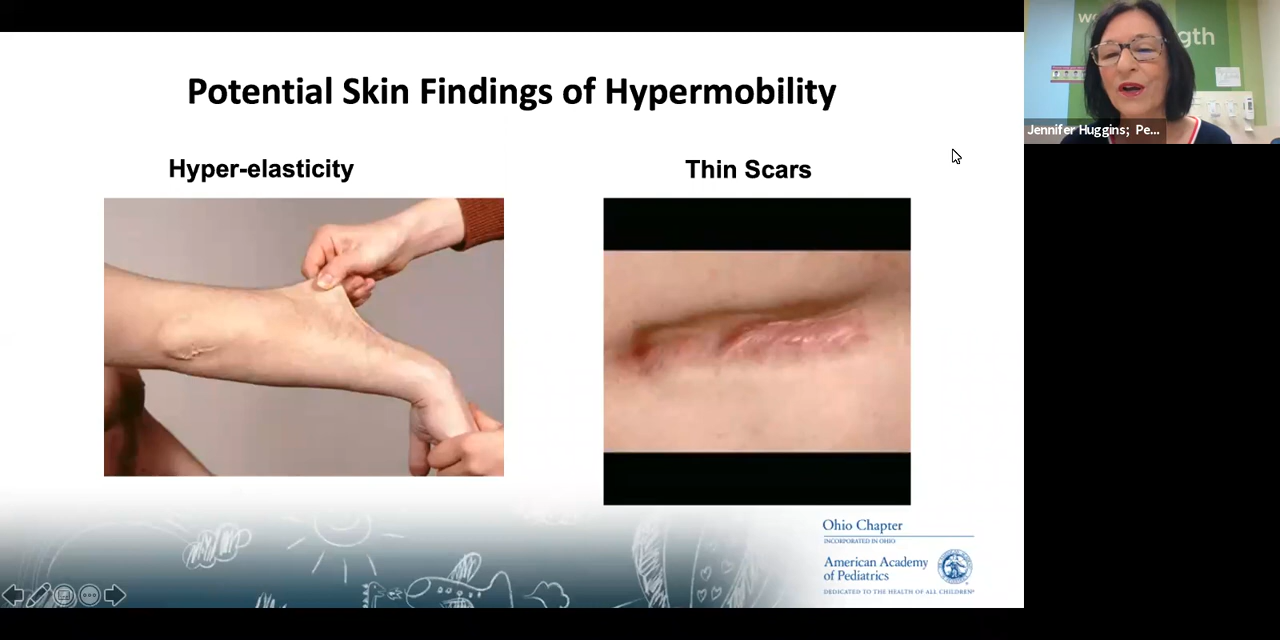 Potential Skin Findings of Hypermobility
Hyper-elasticity
Thin Scars
gth
Jennifer Huggins; Pe...
Ohio Chapter
INCORPORATED IN OHIO
American Academy
of Pediatrics
DEDICATED TO THE HEALTH OF ALL CHILDREN